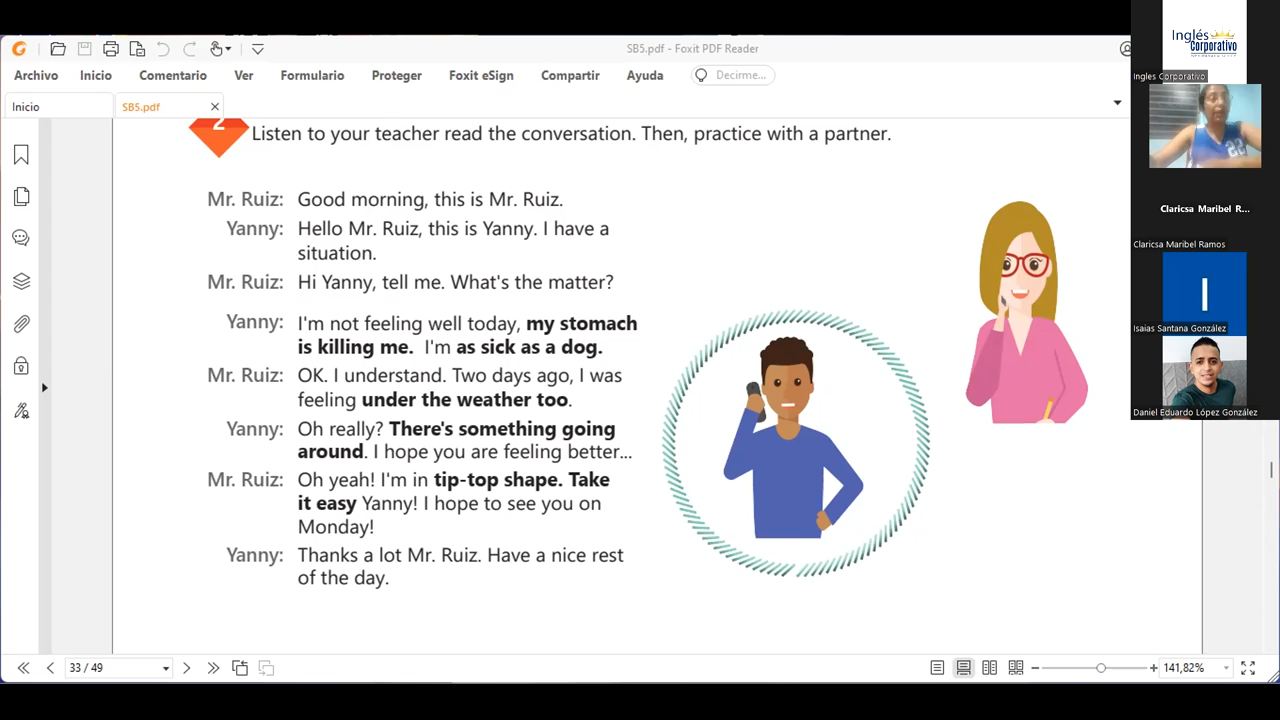 SB5.pdf - Foxit PDF Reader
Archivo Inicio Comentario Ver Formulario Proteger Foxit eSign Compartir Ayuda Decirme...
Inicio SB5.pdf
2
Listen to your teacher read the conversation. Then, practice with a partner.
Mr. Ruiz: Good morning, this is Mr. Ruiz.
Yanny: Hello Mr. Ruiz, this is Yanny. I have a
situation.
Mr. Ruiz: Hi Yanny, tell me. What's the matter?
Yanny: I'm not feeling well today, my stomach
is killing me. I'm as sick as a dog.
Mr. Ruiz: OK. I understand. Two days ago, I was
feeling under the weather too.
Yanny: Oh really? There's something going
around. I hope you are feeling better...
Mr. Ruiz: Oh yeah! I'm in tip-top shape. Take
it easy Yanny! I hope to see you on
Monday!
Yanny: Thanks a lot Mr. Ruiz. Have a nice rest
of the day.
33 / 49
141,82%
Inglés
Corporativo
Ingles Corporativo
22
Claricsa Maribel R...
Claricsa Maribel Ramos
I
Isaias Santana González
Daniel Eduardo López González